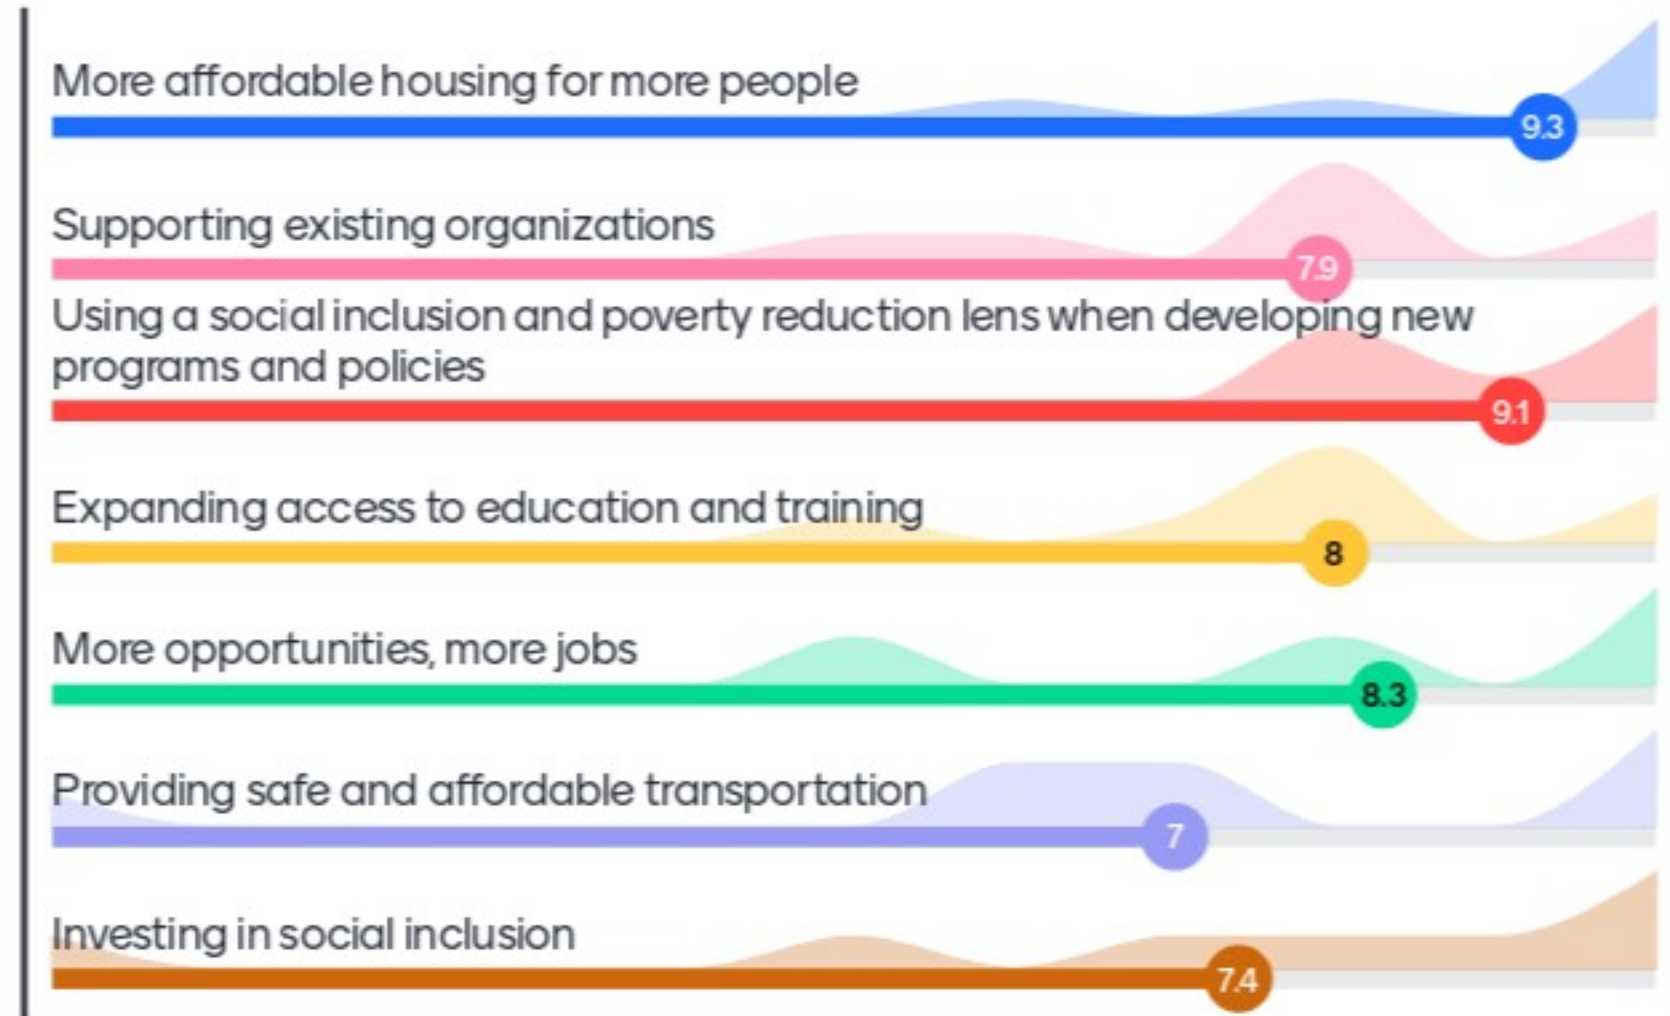 More affordable housing for more people
9.3
Supporting existing organizations
7.9
Using a social inclusion and poverty reduction lens when developing new
programs and policies
9.1
Expanding access to education and training
8
More opportunities, more jobs
8.3
Providing safe and affordable transportation
7
Investing in social inclusion
7.4